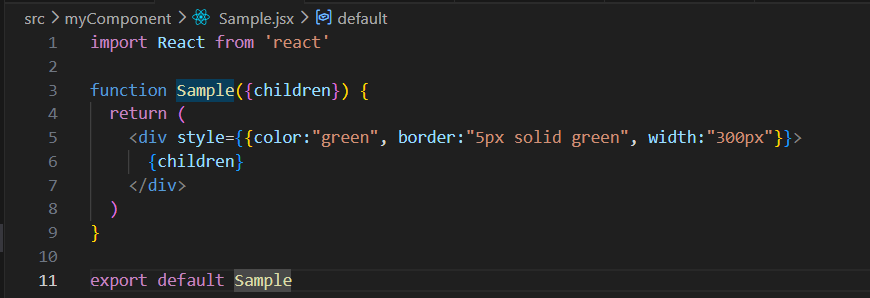 src > myComponent > Sample.jsx > default
1 import React from 'react'
2
3 function Sample({children}) {
4   return (
5     <div style={{color:"green", border:"5px solid green", width:"300px"}}>
6       {children}
7     </div>
8   )
9 }
10
11 export default Sample